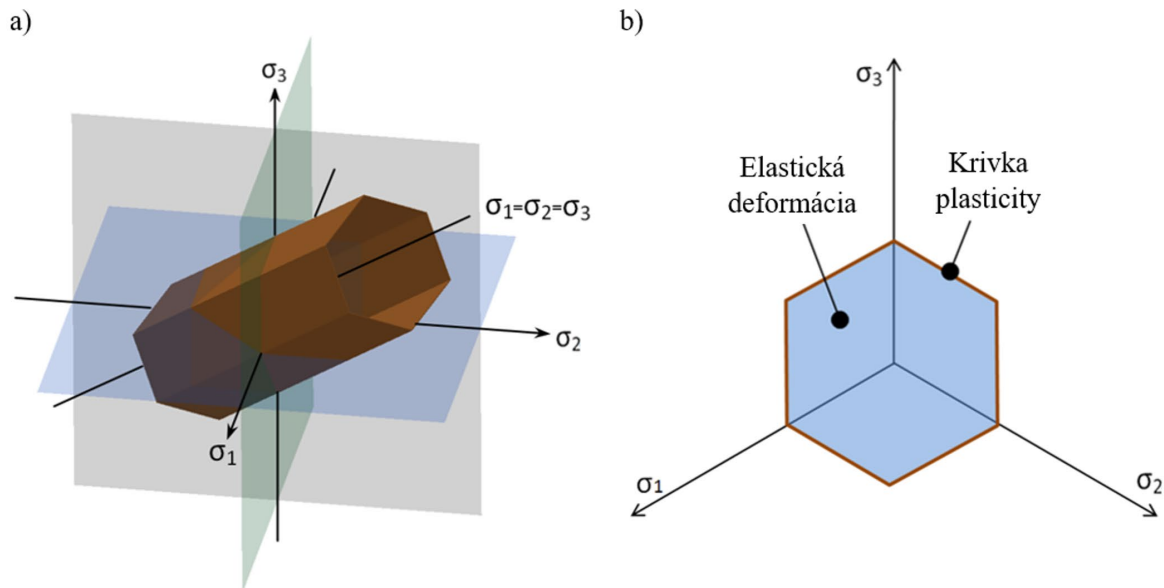 a)
σ3
σ1=σ2=σ3
σ2
σ1
b)
σ3
Elastická
deformácia
Krivka
plasticity
σ1
σ2